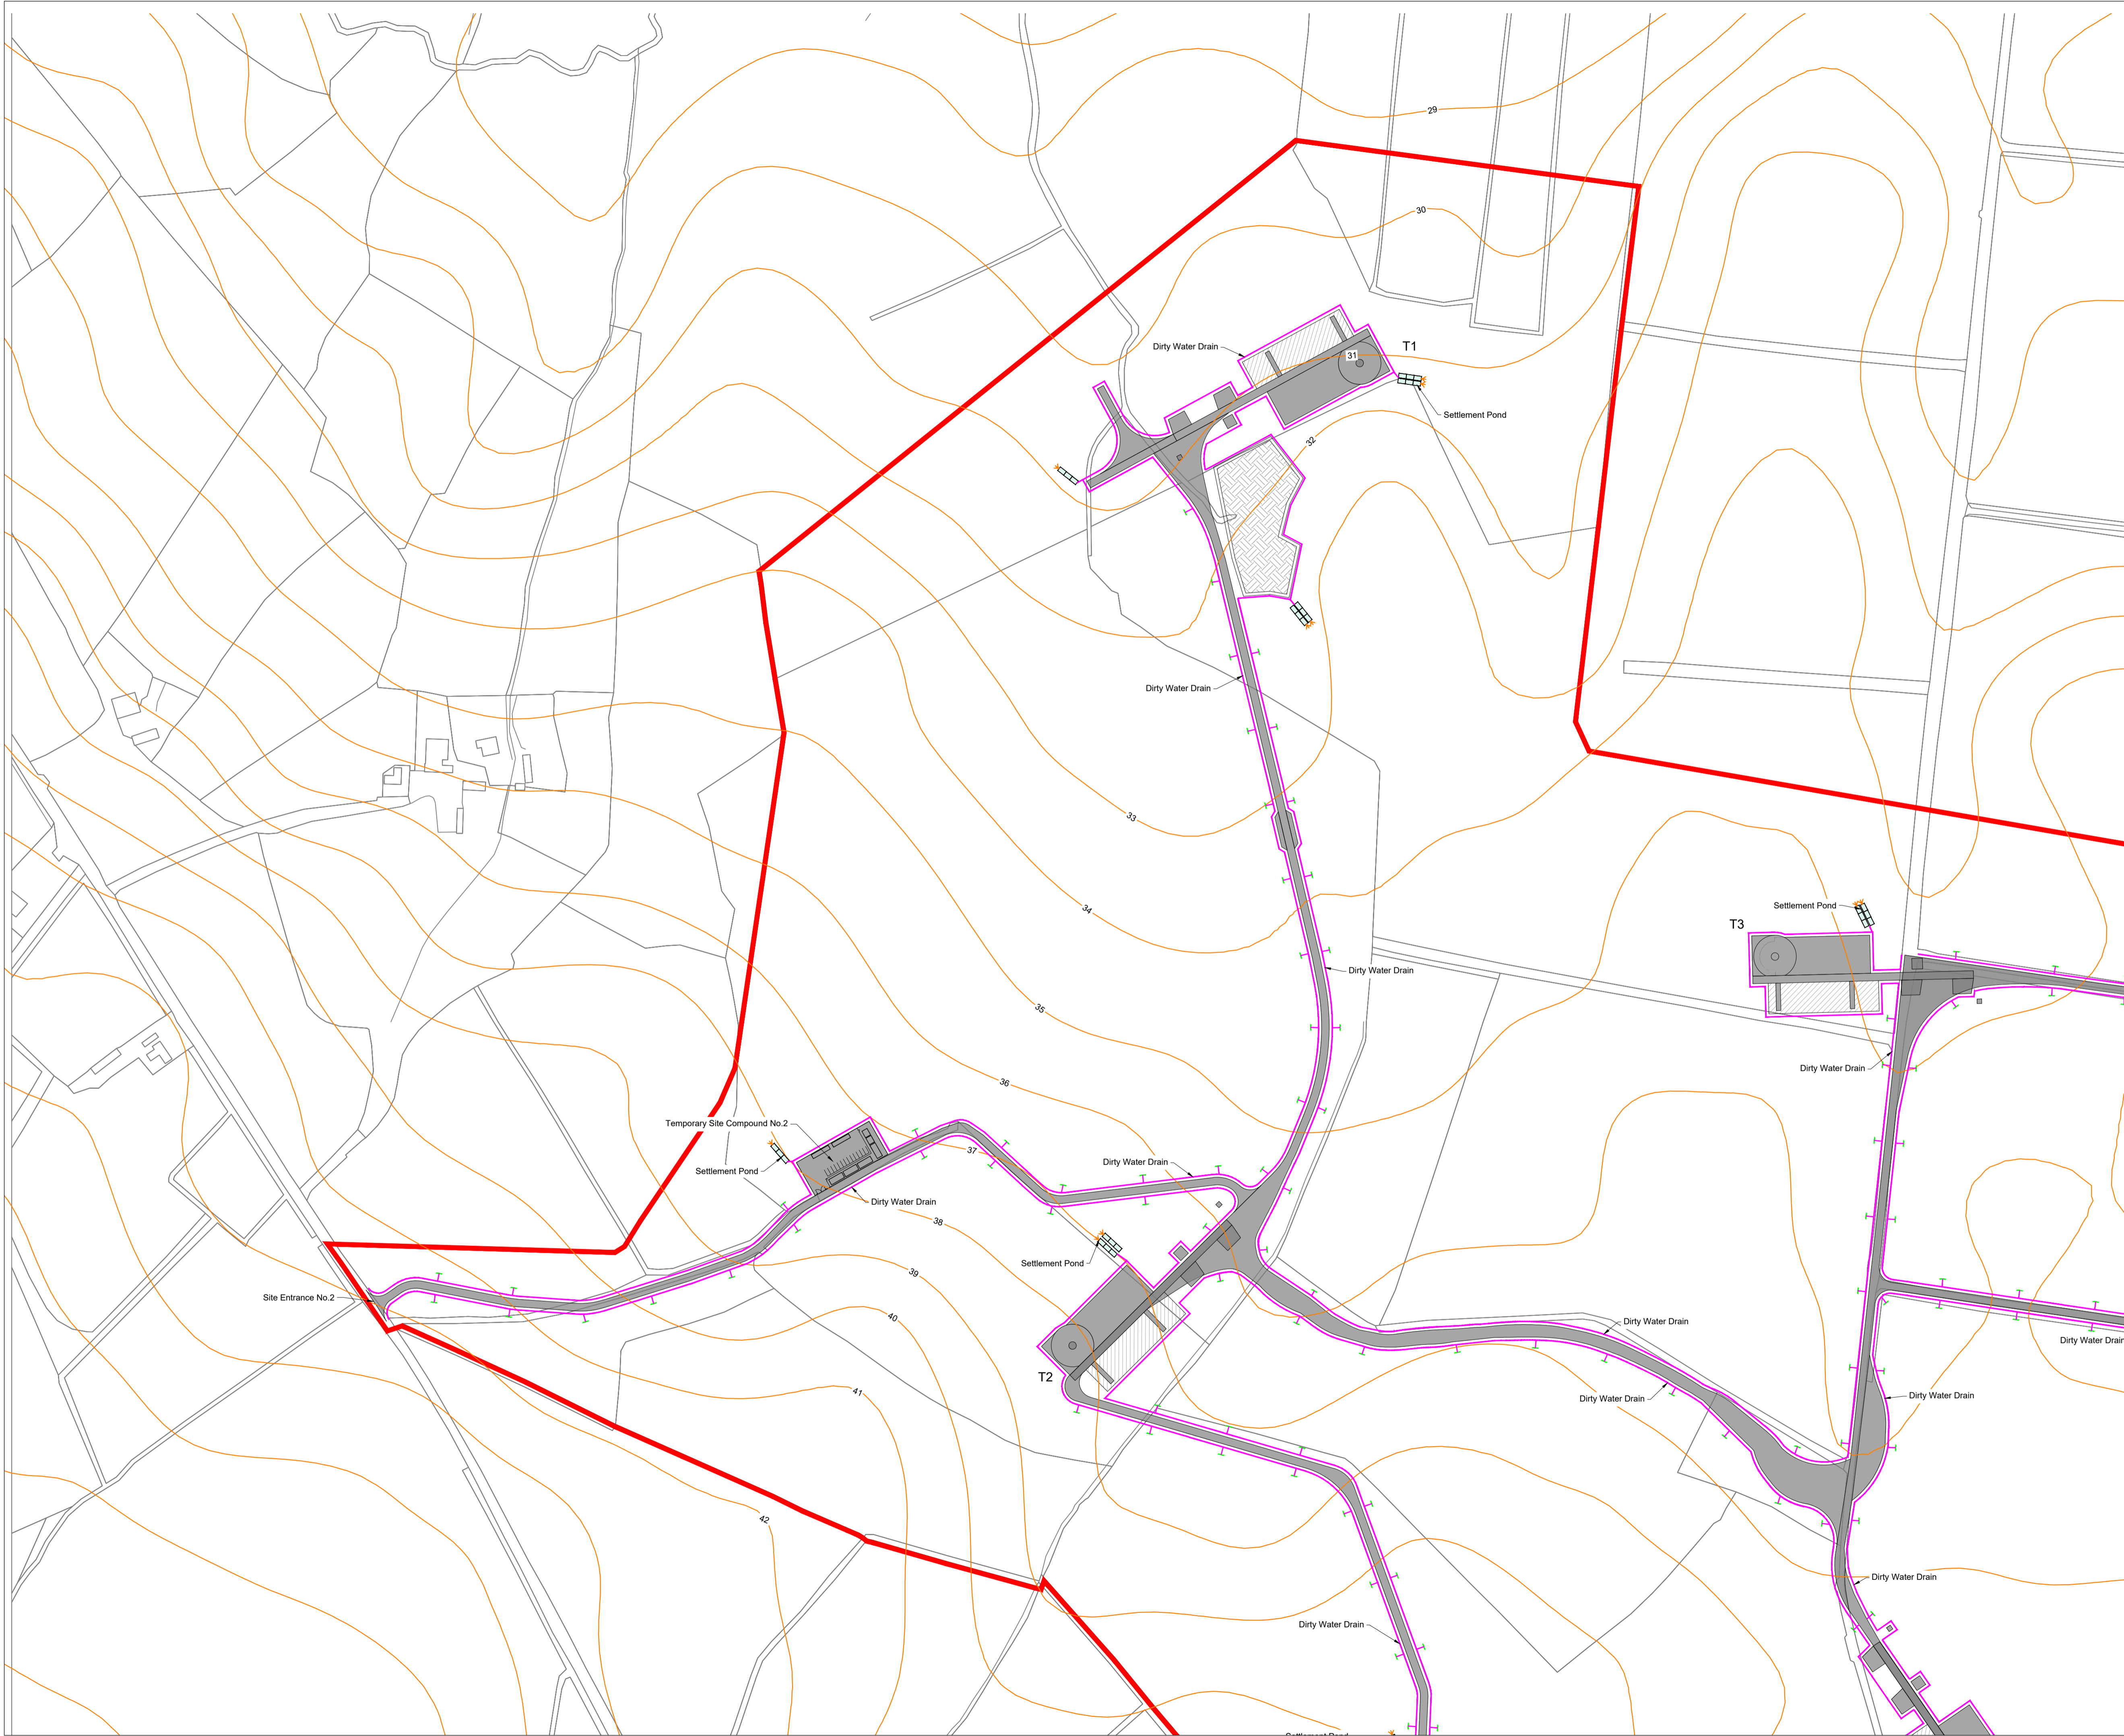 29
30
Dirty Water Drain
T1
31
Settlement Pond
32
Dirty Water Drain
33
Settlement Pond
34
T3
Dirty Water Drain
35
Dirty Water Drain
36
Temporary Site Compound No.2
37
Dirty Water Drain
Settlement Pond
Dirty Water Drain
38
Settlement Pond
39
Site Entrance No.2
40
Dirty Water Drain
Dirty Water Drain
T2
41
Dirty Water Drain
Dirty Water Drain
42
Dirty Water Drain
Dirty Water Drain
Settlement Pond